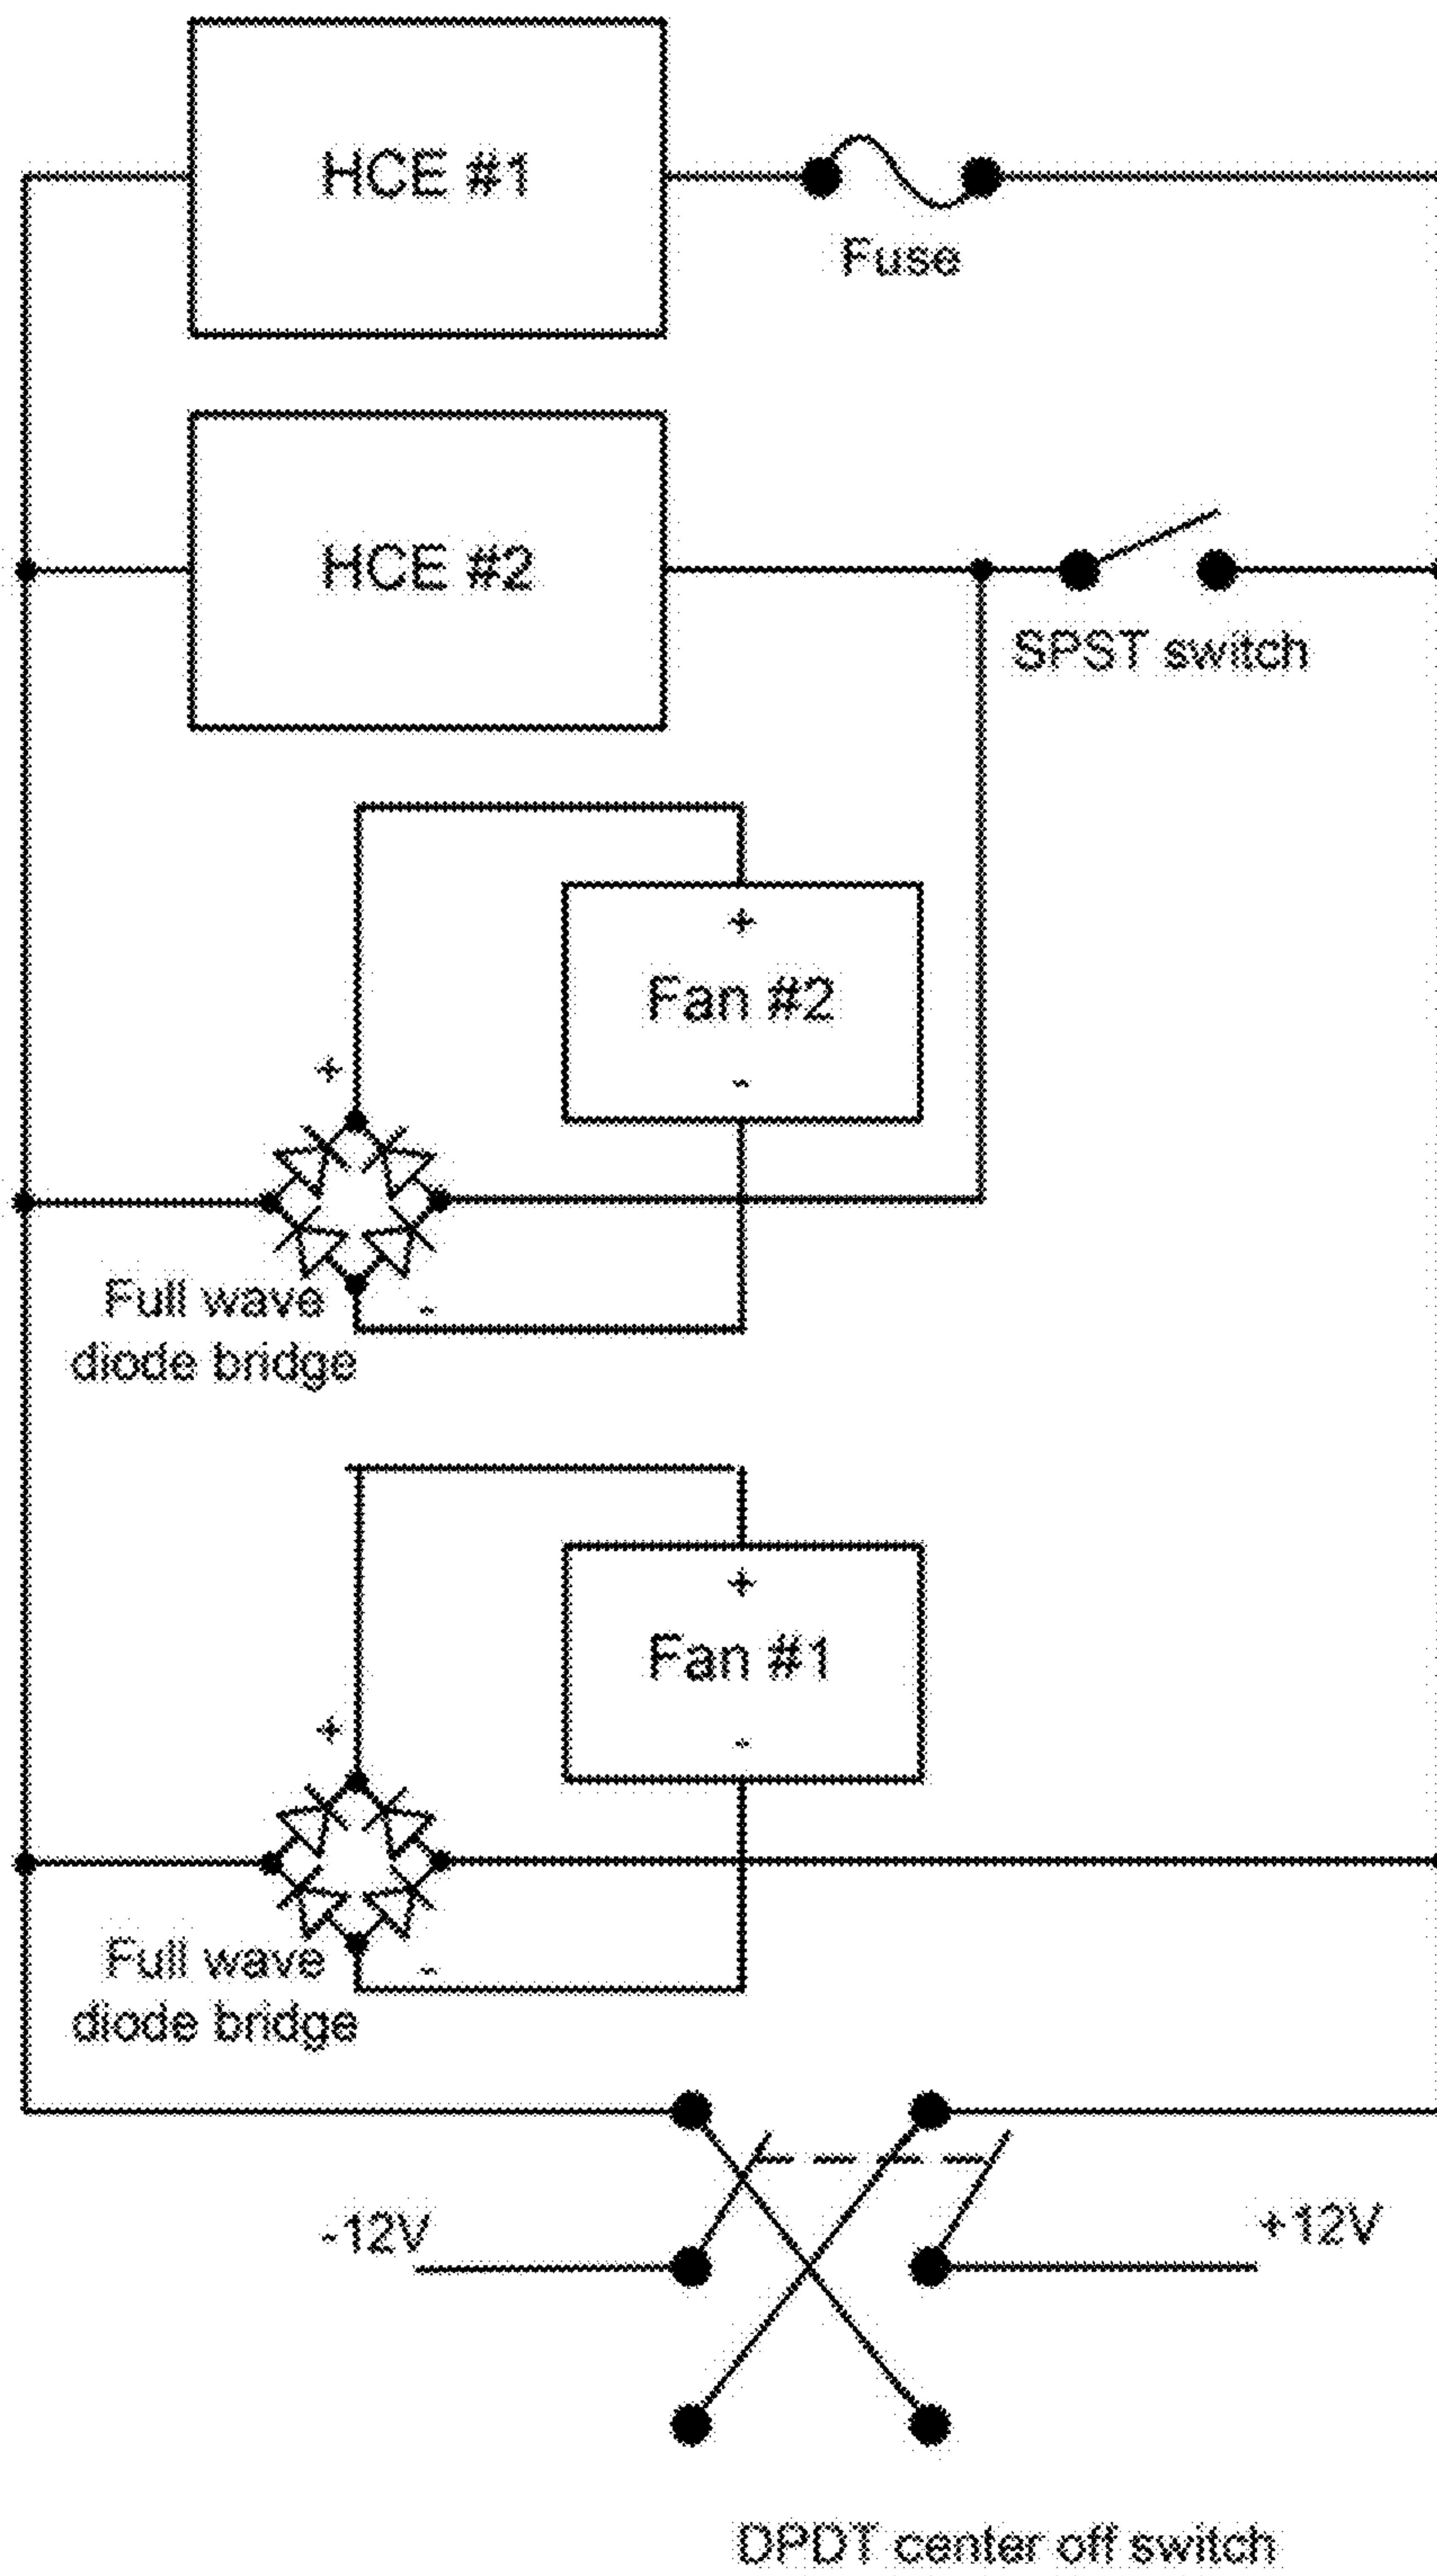 HCE #1
Fuse
HCE #2
SPST switch
+
Fan #2
-
+
Full wave
-
diode bridge
+
Fan #1
-
+
Full wave
-
diode bridge
-12V
+12V
DPDT center off switch